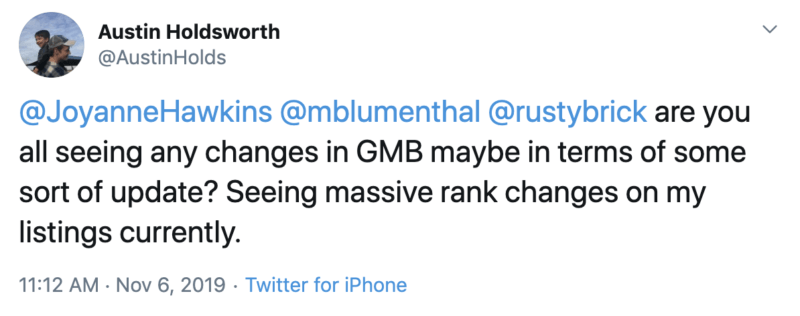 Austin Holdsworth
@AustinHolds
@JoyanneHawkins @mblumenthal @rustybrick are you
all seeing any changes in GMB maybe in terms of some
sort of update? Seeing massive rank changes on my
listings currently.
11:12 AM · Nov 6, 2019 · Twitter for iPhone